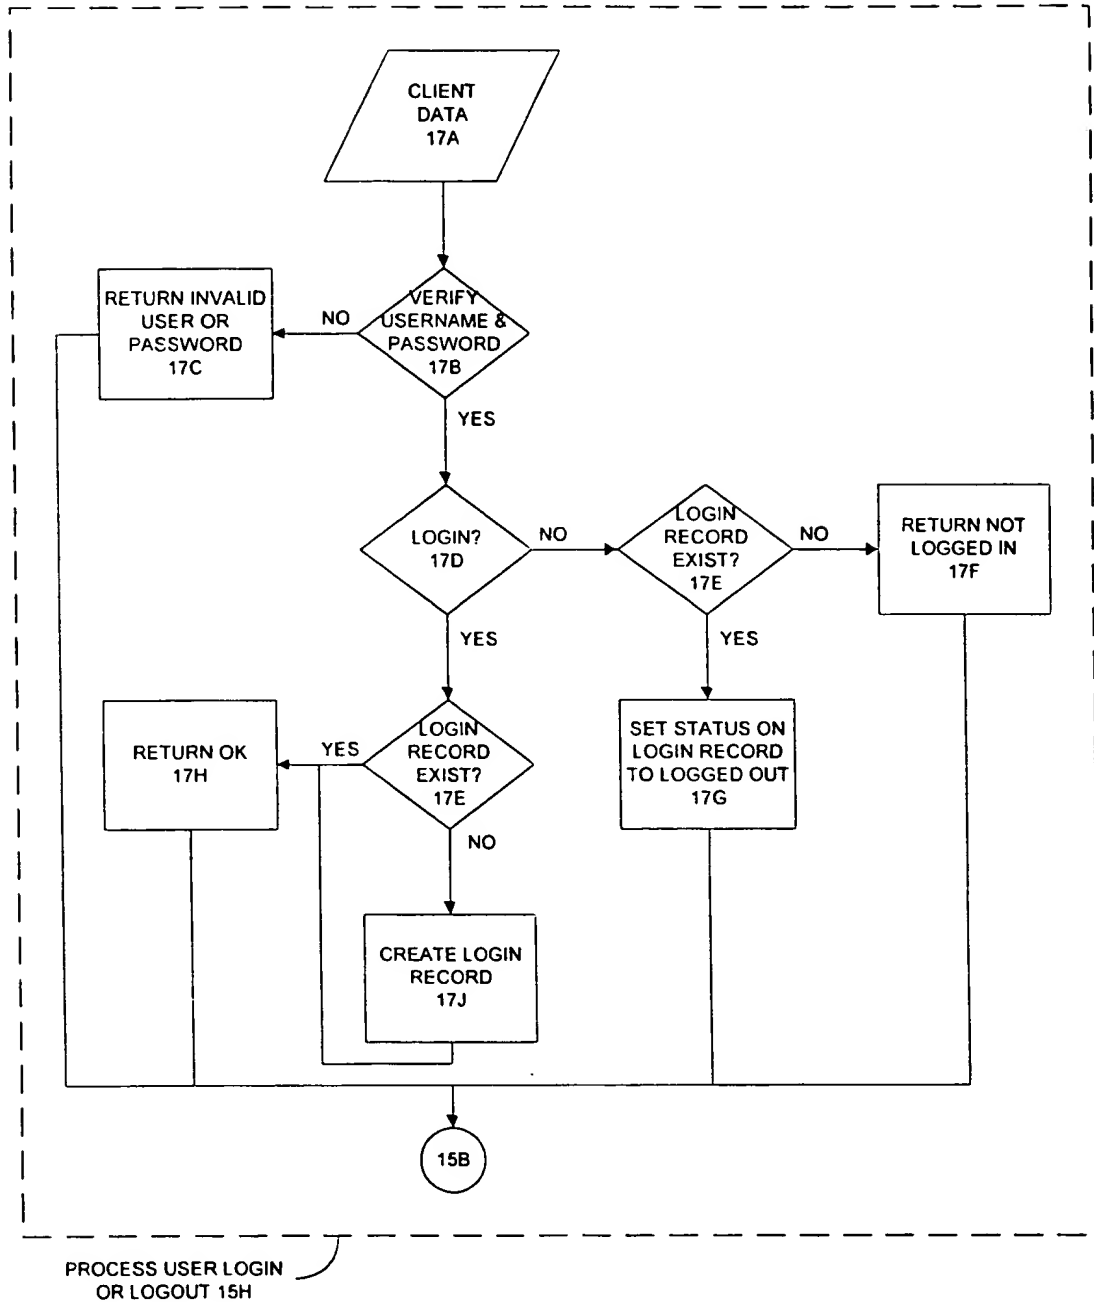 CLIENT
DATA
17A
RETURN INVALID
USER OR
PASSWORD
17C
NO
VERIFY
USERNAME &
PASSWORD
17B
YES
LOGIN?
17D
NO
LOGIN
RECORD
EXIST?
17E
NO
RETURN NOT
LOGGED IN
17F
YES
YES
RETURN OK
17H
YES
LOGIN
RECORD
EXIST?
17E
SET STATUS ON
LOGIN RECORD
TO LOGGED OUT
17G
NO
CREATE LOGIN
RECORD
17J
15B
PROCESS USER LOGIN
OR LOGOUT 15H